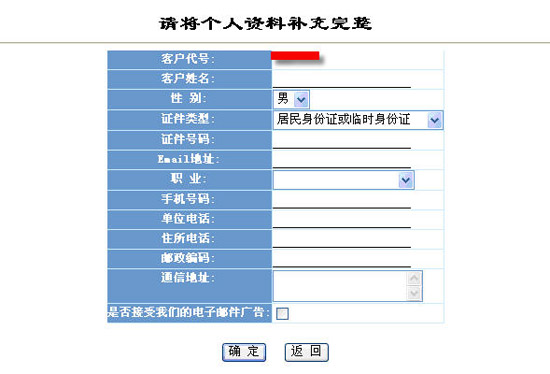 请将个人资料补充完整
客户代号:
客户姓名:
性 别: 男
证件类型: 居民身份证或临时身份证
证件号码:
Email地址:
职 业:
手机号码:
单位电话:
住所电话:
邮政编码:
通信地址:
是否接受我们的电子邮件广告:
确 定 返 回